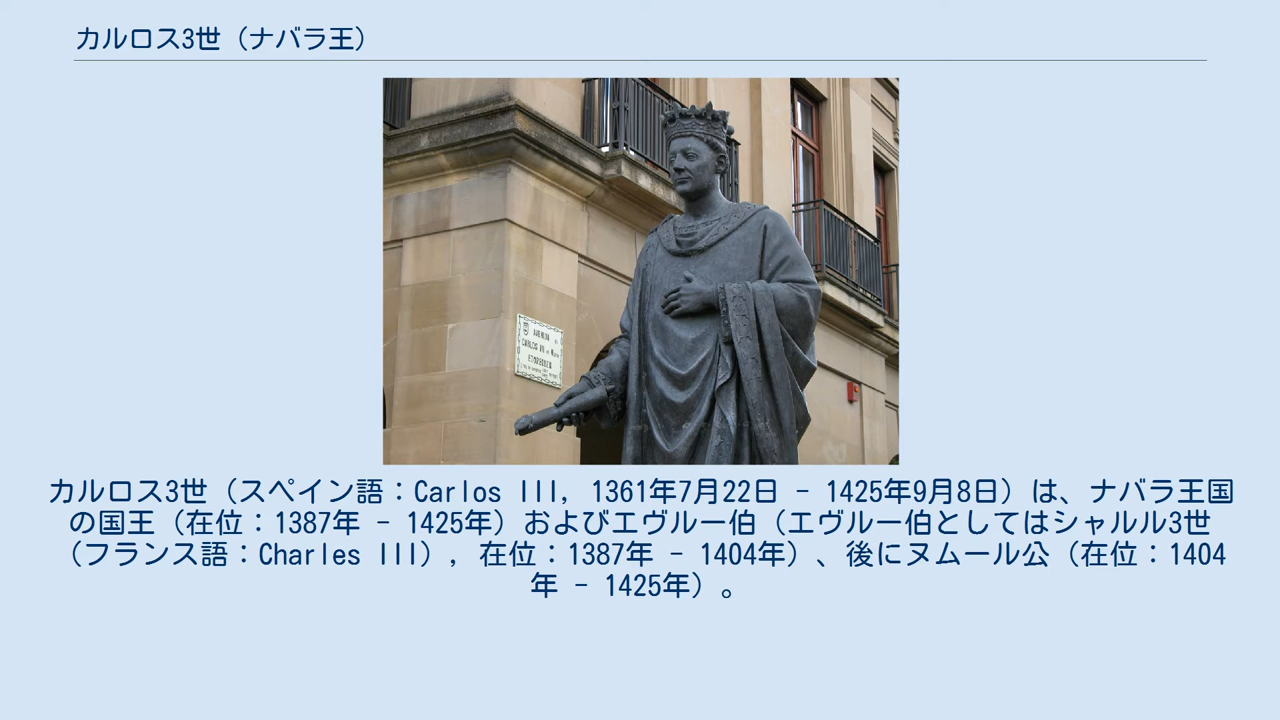 カルロス3世（ナバラ王）
AVENIDA
CARLOS III
ETORBIDEA
カルロス3世（スペイン語：Carlos III, 1361年7月22日 - 1425年9月8日）は、ナバラ王国
の国王（在位：1387年 - 1425年）およびエヴルー伯（エヴルー伯としてはシャルル3世
（フランス語：Charles III）, 在位：1387年 - 1404年）、後にヌムール公（在位：1404
年 - 1425年）。